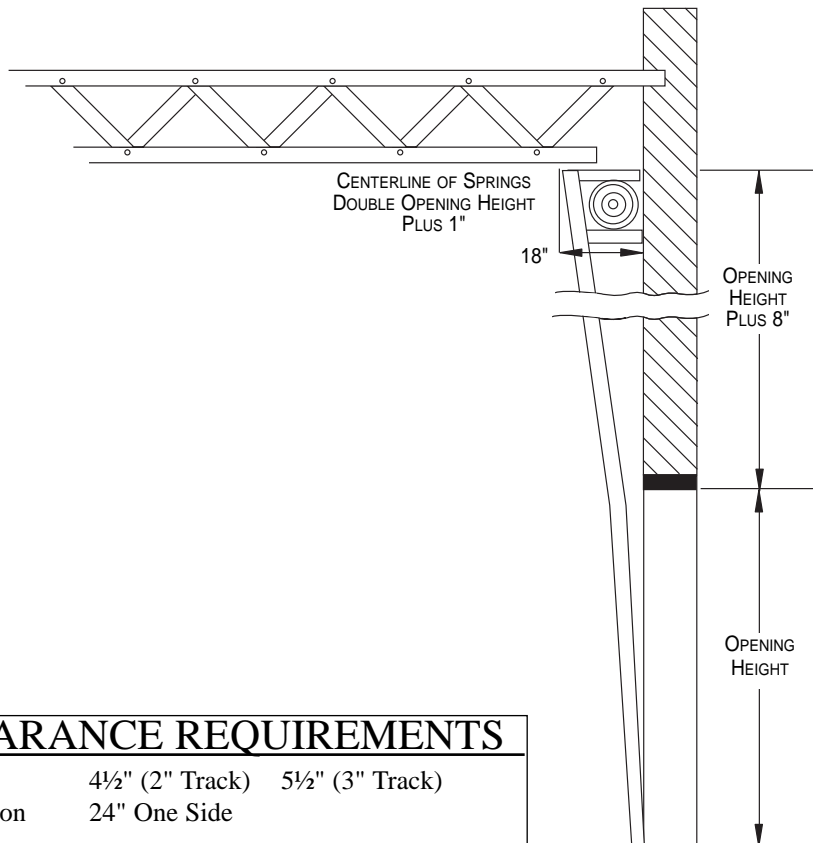 CENTERLINE OF SPRINGS
DOUBLE OPENING HEIGHT
PLUS 1"
18"
OPENING
HEIGHT
PLUS 8"
OPENING
HEIGHT
ARANCE REQUIREMENTS
4½" (2" Track) 5½" (3" Track)
on 24" One Side